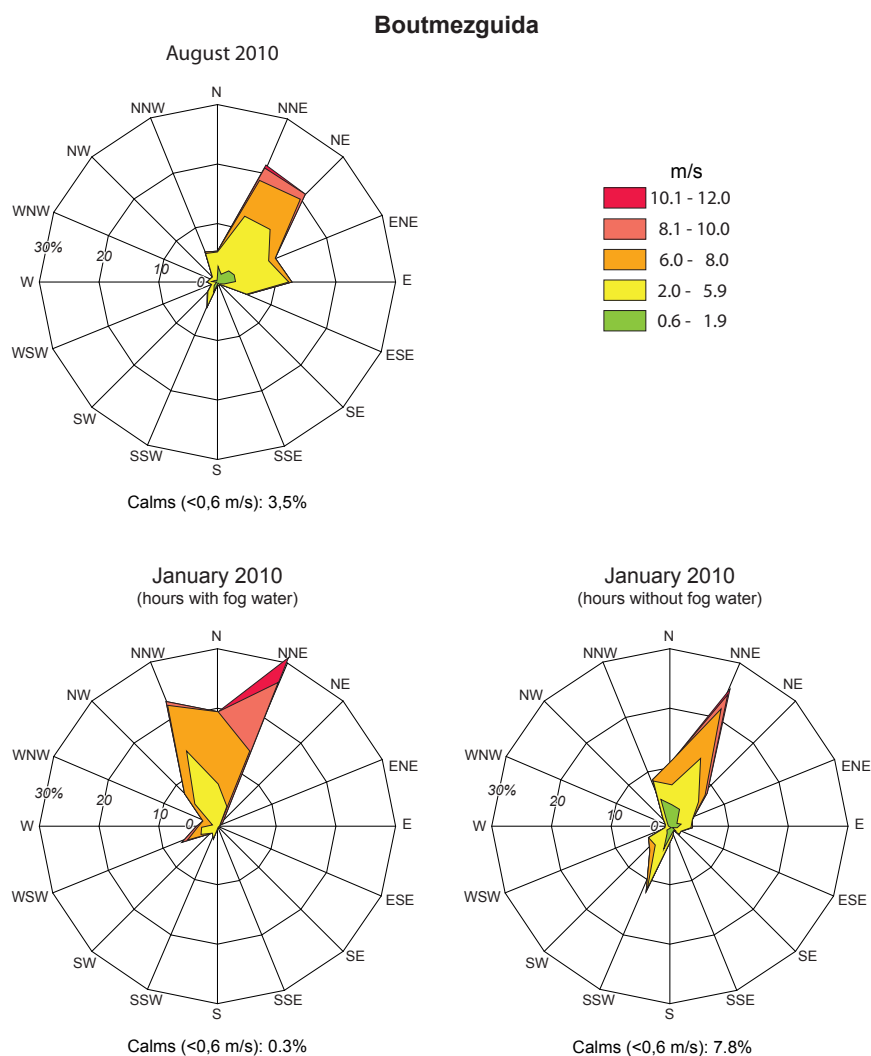 Boutmezguida
August 2010
N
NNW
NNE
NW
NE
WNW
ENE
30%
20
10
0
W
E
WSW
ESE
SW
SE
SSW
SSE
S
Calms (<0,6 m/s): 3,5%
m/s
10.1 - 12.0
8.1 - 10.0
6.0 - 8.0
2.0 - 5.9
0.6 - 1.9
January 2010
(hours with fog water)
N
NNW
NNE
NW
NE
WNW
ENE
30%
20
10
0
W
E
WSW
ESE
SW
SE
SSW
SSE
S
Calms (<0,6 m/s): 0.3%
January 2010
(hours without fog water)
N
NNW
NNE
NW
NE
WNW
ENE
30%
20
10
0
W
E
WSW
ESE
SW
SE
SSW
SSE
S
Calms (<0,6 m/s): 7.8%